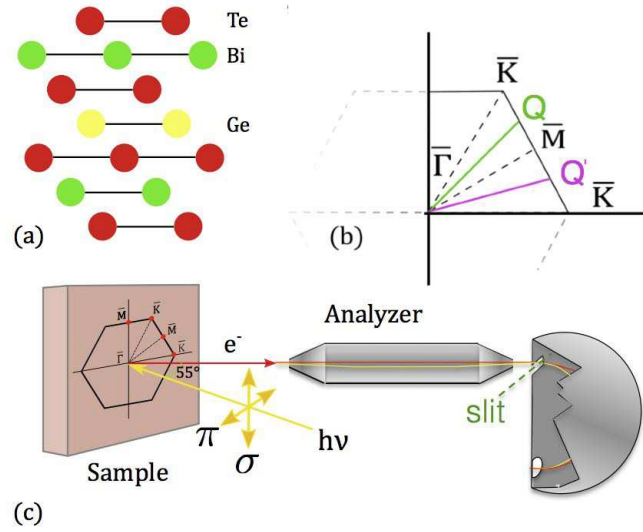 Te
Bi
Ge
(a)
K̅
Q
M̅
Γ̅
Q'
K̅
(b)
Analyzer
M̅
K̅
M̅
Γ̅
K̅
e⁻
55°
slit
π
σ
hν
Sample
(c)